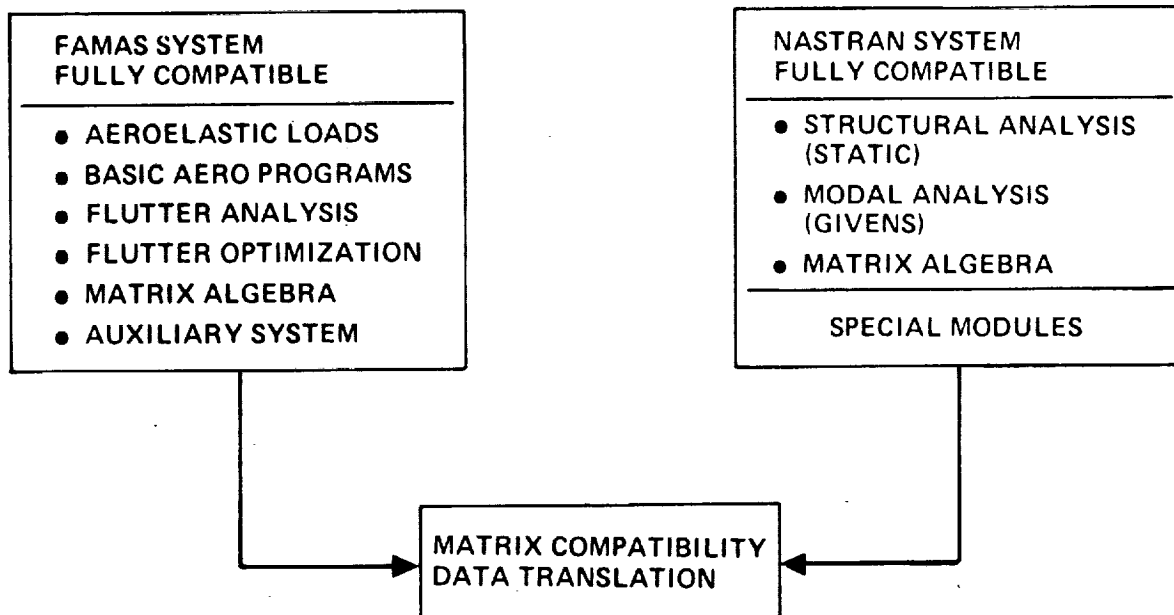 FAMAS SYSTEM
FULLY COMPATIBLE
• AEROELASTIC LOADS
• BASIC AERO PROGRAMS
• FLUTTER ANALYSIS
• FLUTTER OPTIMIZATION
• MATRIX ALGEBRA
• AUXILIARY SYSTEM
NASTRAN SYSTEM
FULLY COMPATIBLE
• STRUCTURAL ANALYSIS
(STATIC)
• MODAL ANALYSIS
(GIVENS)
• MATRIX ALGEBRA
SPECIAL MODULES
MATRIX COMPATIBILITY
DATA TRANSLATION